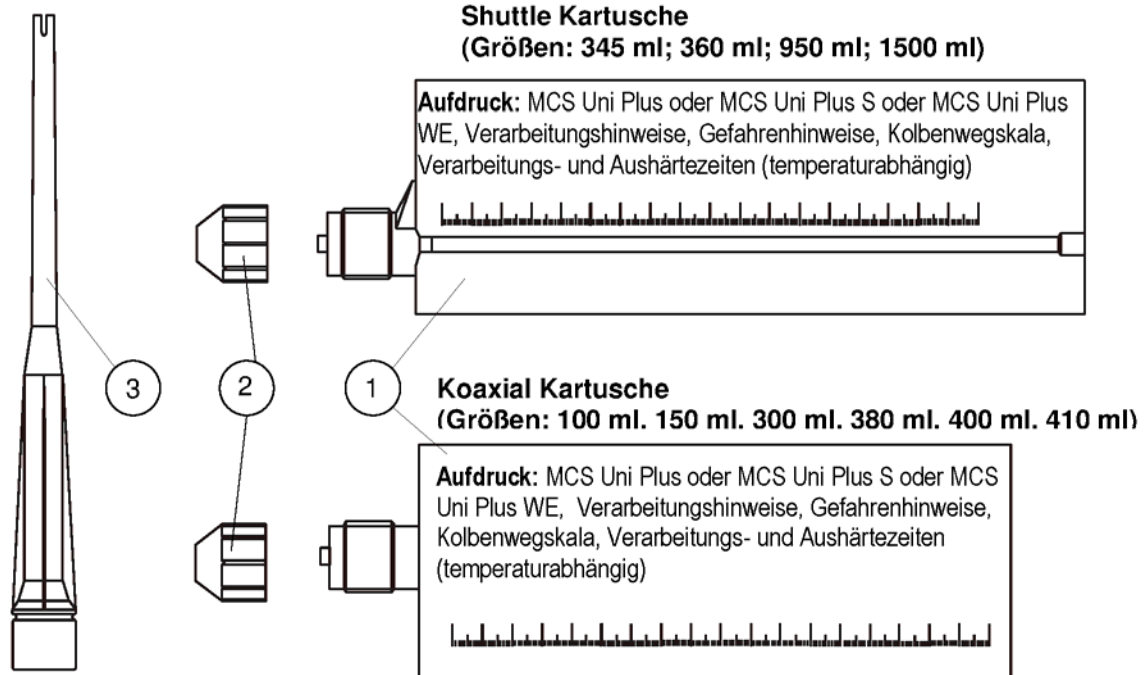 Shuttle Kartusche
(Größen: 345 ml; 360 ml; 950 ml; 1500 ml)
Aufdruck: MCS Uni Plus oder MCS Uni Plus S oder MCS Uni Plus
WE, Verarbeitungshinweise, Gefahrenhinweise, Kolbenwegskala,
Verarbeitungs- und Aushärtezeiten (temperaturabhängig)
3
2
1
Koaxial Kartusche
(Größen: 100 ml. 150 ml. 300 ml. 380 ml. 400 ml. 410 ml)
Aufdruck: MCS Uni Plus oder MCS Uni Plus S oder MCS
Uni Plus WE, Verarbeitungshinweise, Gefahrenhinweise,
Kolbenwegskala, Verarbeitungs- und Aushärtezeiten
(temperaturabhängig)